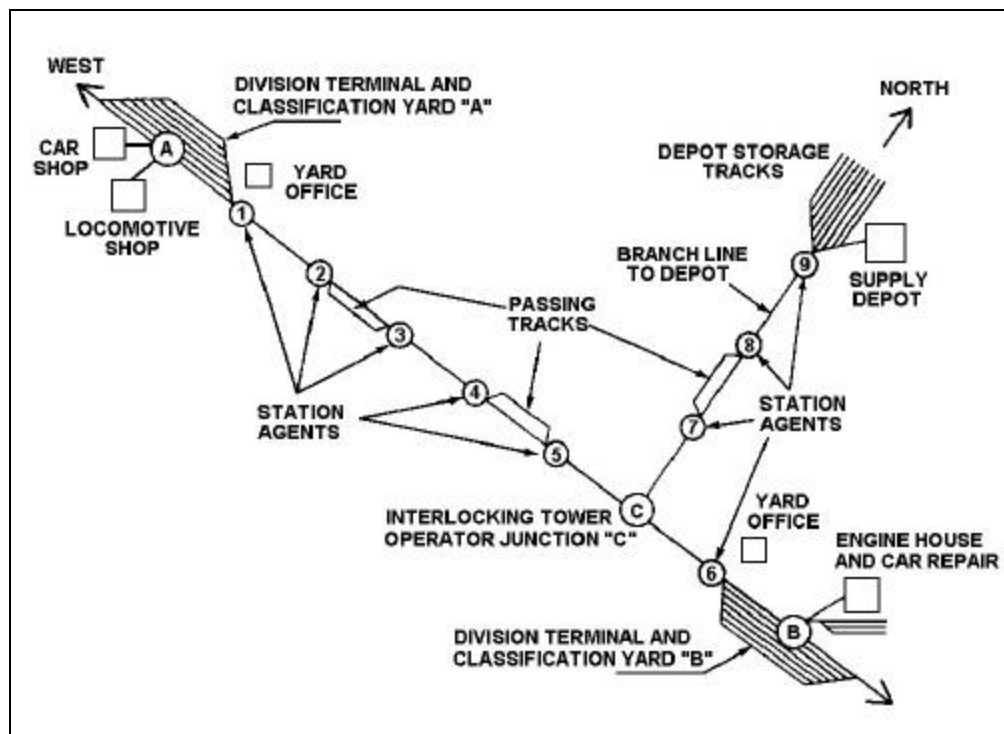 WEST
DIVISION TERMINAL AND
CLASSIFICATION YARD "A"
NORTH
CAR
SHOP
A
YARD
OFFICE
DEPOT STORAGE
TRACKS
LOCOMOTIVE
SHOP
1
2
BRANCH LINE
TO DEPOT
9
SUPPLY
DEPOT
PASSING
TRACKS
3
8
4
STATION
AGENTS
STATION
AGENTS
7
5
C
INTERLOCKING TOWER
OPERATOR JUNCTION "C"
YARD
OFFICE
ENGINE HOUSE
AND CAR REPAIR
6
B
DIVISION TERMINAL AND
CLASSIFICATION YARD "B"